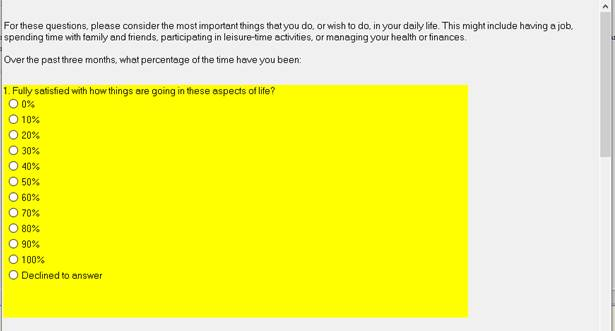 For these questions, please consider the most important things that you do, or wish to do, in your daily life. This might include having a job,
spending time with family and friends, participating in leisure-time activities, or managing your health or finances.
Over the past three months, what percentage of the time have you been:
1. Fully satisfied with how things are going in these aspects of life?
0%
10%
20%
30%
40%
50%
60%
70%
80%
90%
100%
Declined to answer